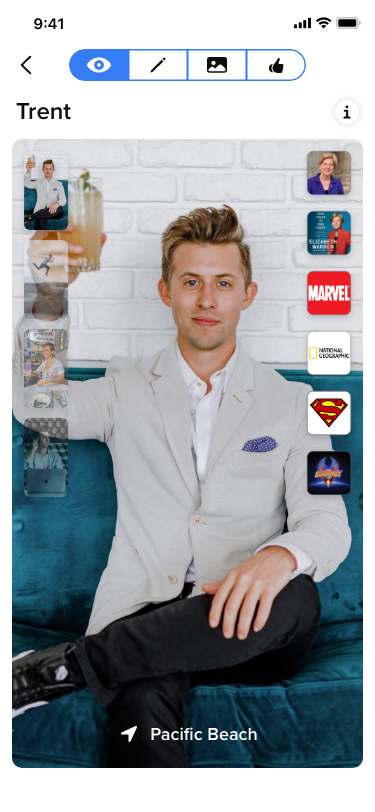 9:41
Trent
ELIZABETH
WARREN
MARVEL
NATIONAL
GEOGRAPHIC
Pacific Beach